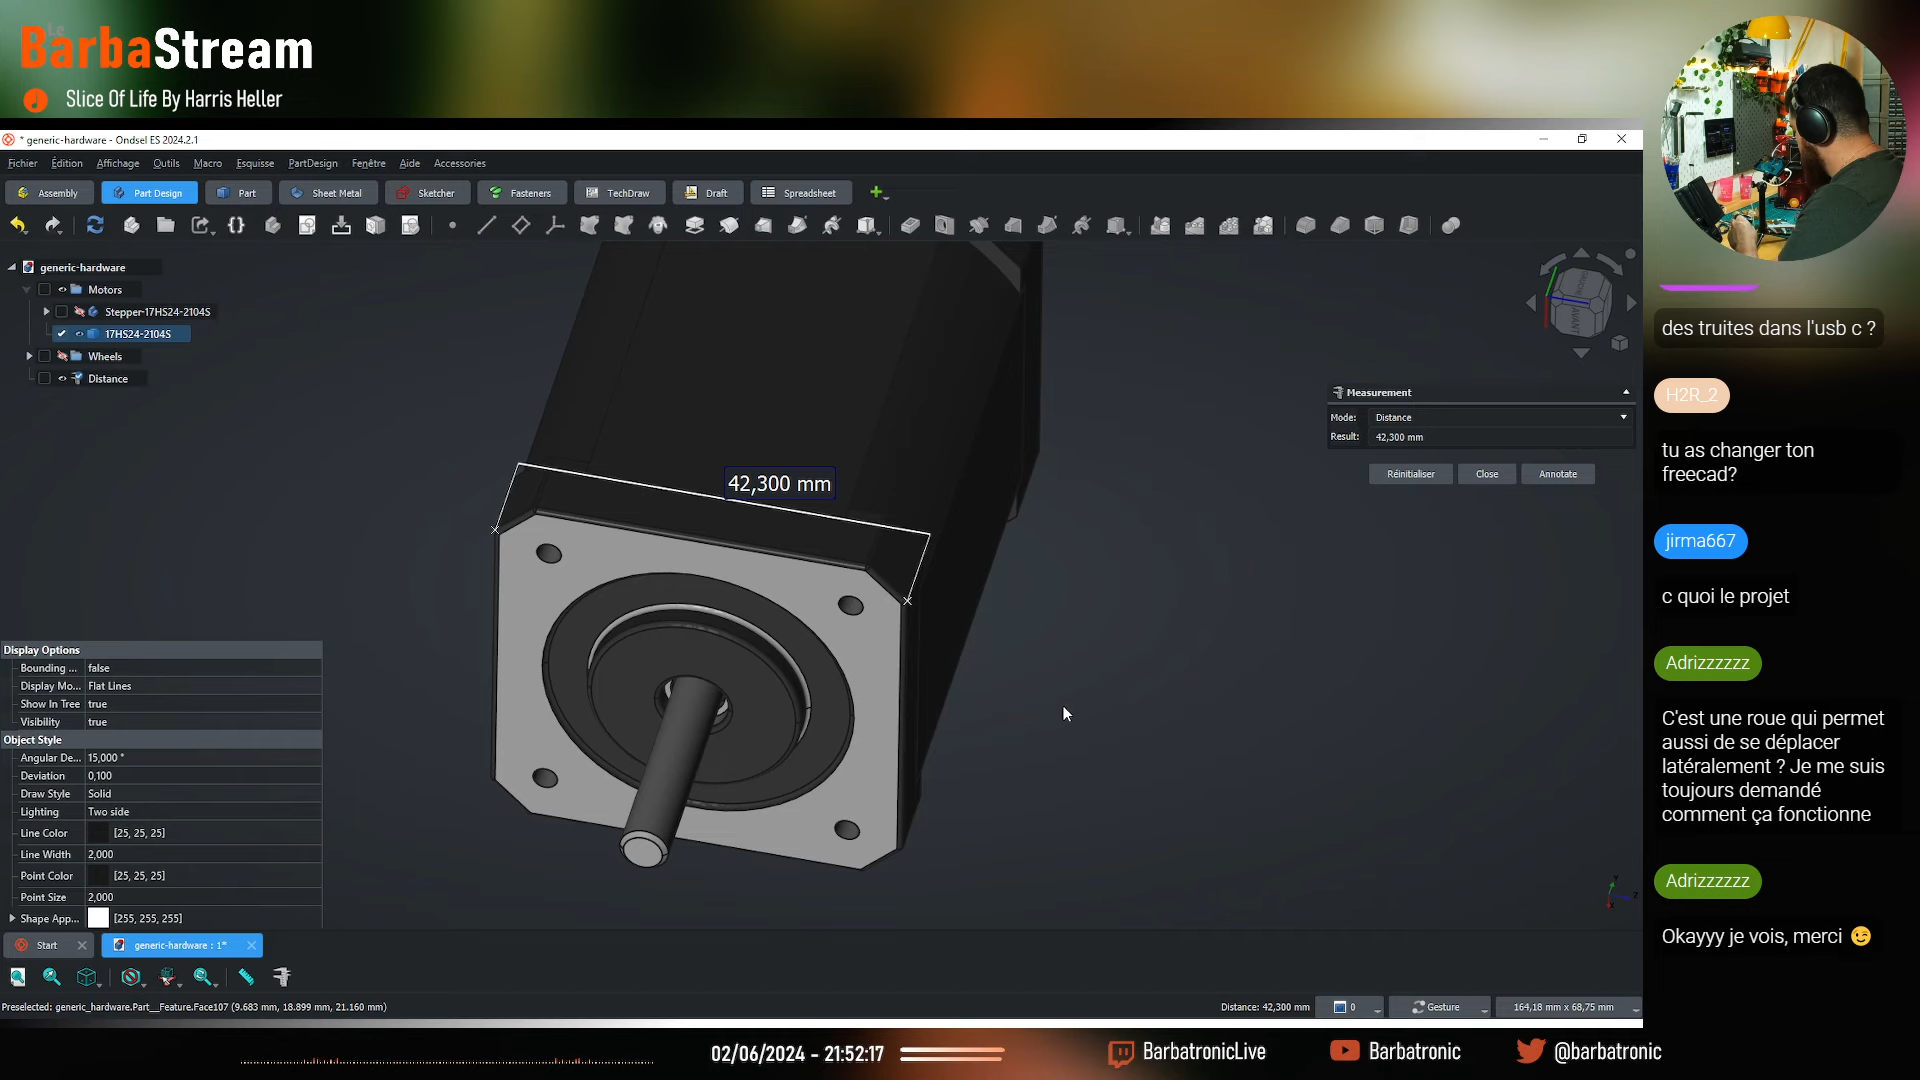 Le
BarbaStream
Slice Of Life By Harris Heller
* generic-hardware - Ondsel ES 2024.2.1
Fichier Édition Affichage Outils Macro Esquisse PartDesign Fenêtre Aide Accessories
Assembly Part Design Part Sheet Metal Sketcher Fasteners TechDraw Draft Spreadsheet
generic-hardware
Motors
Stepper-17HS24-2104S
17HS24-2104S
Wheels
Distance
AVANT
Measurement
Mode: Distance
Result: 42,300 mm
Réinitialiser Close Annotate
42,300 mm
Display Options
Bounding ... false
Display Mo... Flat Lines
Show In Tree true
Visibility true
Object Style
Angular De... 15,000 °
Deviation 0,100
Draw Style Solid
Lighting Two side
Line Color [25, 25, 25]
Line Width 2,000
Point Color [25, 25, 25]
Point Size 2,000
Shape App... [255, 255, 255]
Start generic-hardware : 1*
Preselected: generic_hardware.Part__Feature.Face107 (9.683 mm, 18.899 mm, 21.160 mm)
Distance: 42,300 mm 0 Gesture 164,18 mm x 68,75 mm
des truites dans l'usb c ?
H2R_2
tu as changer ton
freecad?
jirma667
c quoi le projet
Adrizzzzzz
C'est une roue qui permet
aussi de se déplacer
latéralement ? Je me suis
toujours demandé
comment ça fonctionne
Adrizzzzzz
Okayyy je vois, merci 😉
02/06/2024 - 21:52:17
BarbatronicLive Barbatronic @barbatronic